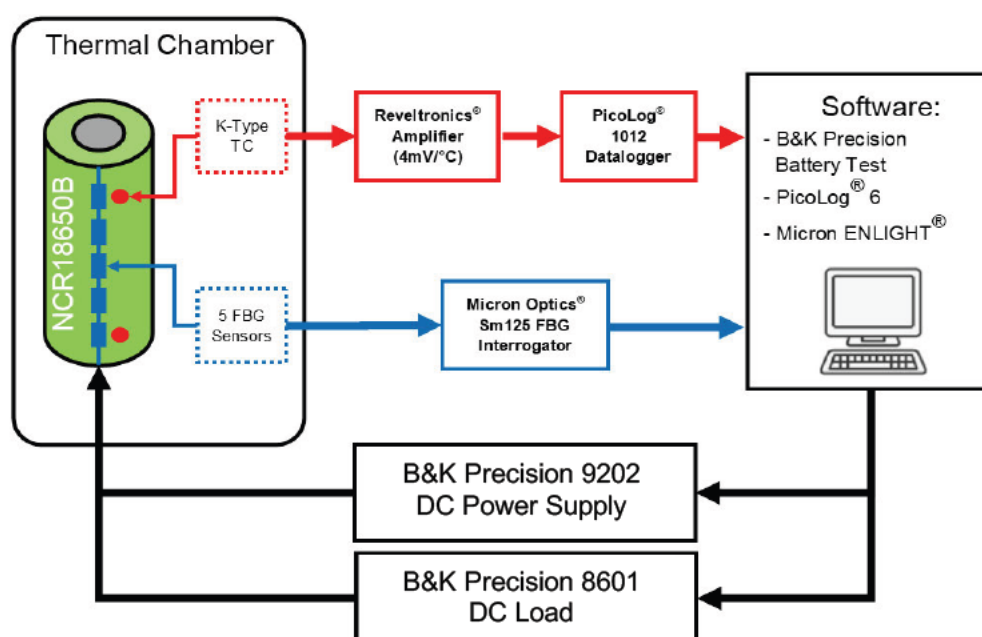 Thermal Chamber
NCR18650B
K-Type
TC
Reveltronics®
Amplifier
(4mV/°C)
PicoLog®
1012
Datalogger
Software:
- B&K Precision
Battery Test
- PicoLog® 6
- Micron ENLIGHT®
5 FBG
Sensors
Micron Optics®
Sm125 FBG
Interrogator
B&K Precision 9202
DC Power Supply
B&K Precision 8601
DC Load